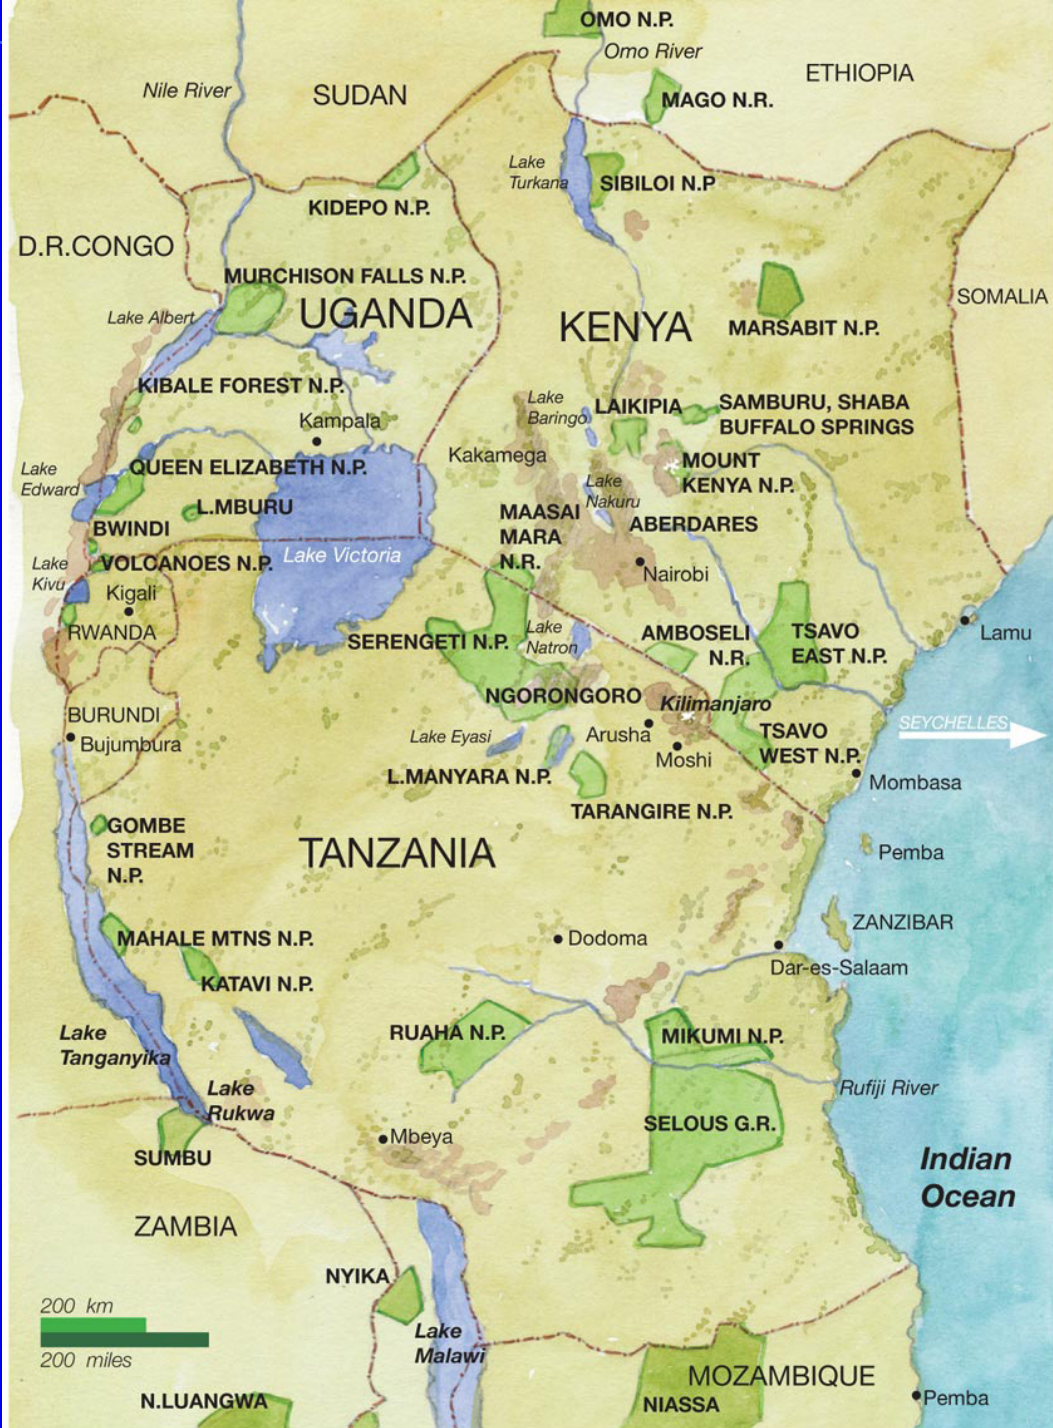 OMO N.P.
Omo River
ETHIOPIA
Nile River
SUDAN
MAGO N.R.
Lake
Turkana
SIBILOI N.P
KIDEPO N.P.
D.R.CONGO
MURCHISON FALLS N.P.
UGANDA
KENYA
SOMALIA
Lake Albert
MARSABIT N.P.
KIBALE FOREST N.P.
Kampala
Lake
Baringo
LAIKIPIA
SAMBURU, SHABA
BUFFALO SPRINGS
Kakamega
Lake
Edward
QUEEN ELIZABETH N.P.
MOUNT
KENYA N.P.
Lake
Nakuru
L.MBURU
BWINDI
MAASAI
MARA
N.R.
ABERDARES
Lake Victoria
Lake
Kivu
VOLCANOES N.P.
Nairobi
Kigali
RWANDA
SERENGETI N.P.
Lake
Natron
AMBOSELI
N.R.
TSAVO
EAST N.P.
Lamu
NGORONGORO
Kilimanjaro
BURUNDI
Bujumbura
Lake Eyasi
Arusha
Moshi
TSAVO
WEST N.P.
SEYCHELLES
L.MANYARA N.P.
Mombasa
TARANGIRE N.P.
GOMBE
STREAM
N.P.
TANZANIA
Pemba
MAHALE MTNS N.P.
Dodoma
ZANZIBAR
KATAVI N.P.
Dar-es-Salaam
Lake
Tanganyika
RUAHA N.P.
MIKUMI N.P.
Lake
Rukwa
Rufiji River
SELOUS G.R.
Mbeya
SUMBU
Indian
Ocean
ZAMBIA
NYIKA
200 km
200 miles
Lake
Malawi
MOZAMBIQUE
N.LUANGWA
NIASSA
Pemba